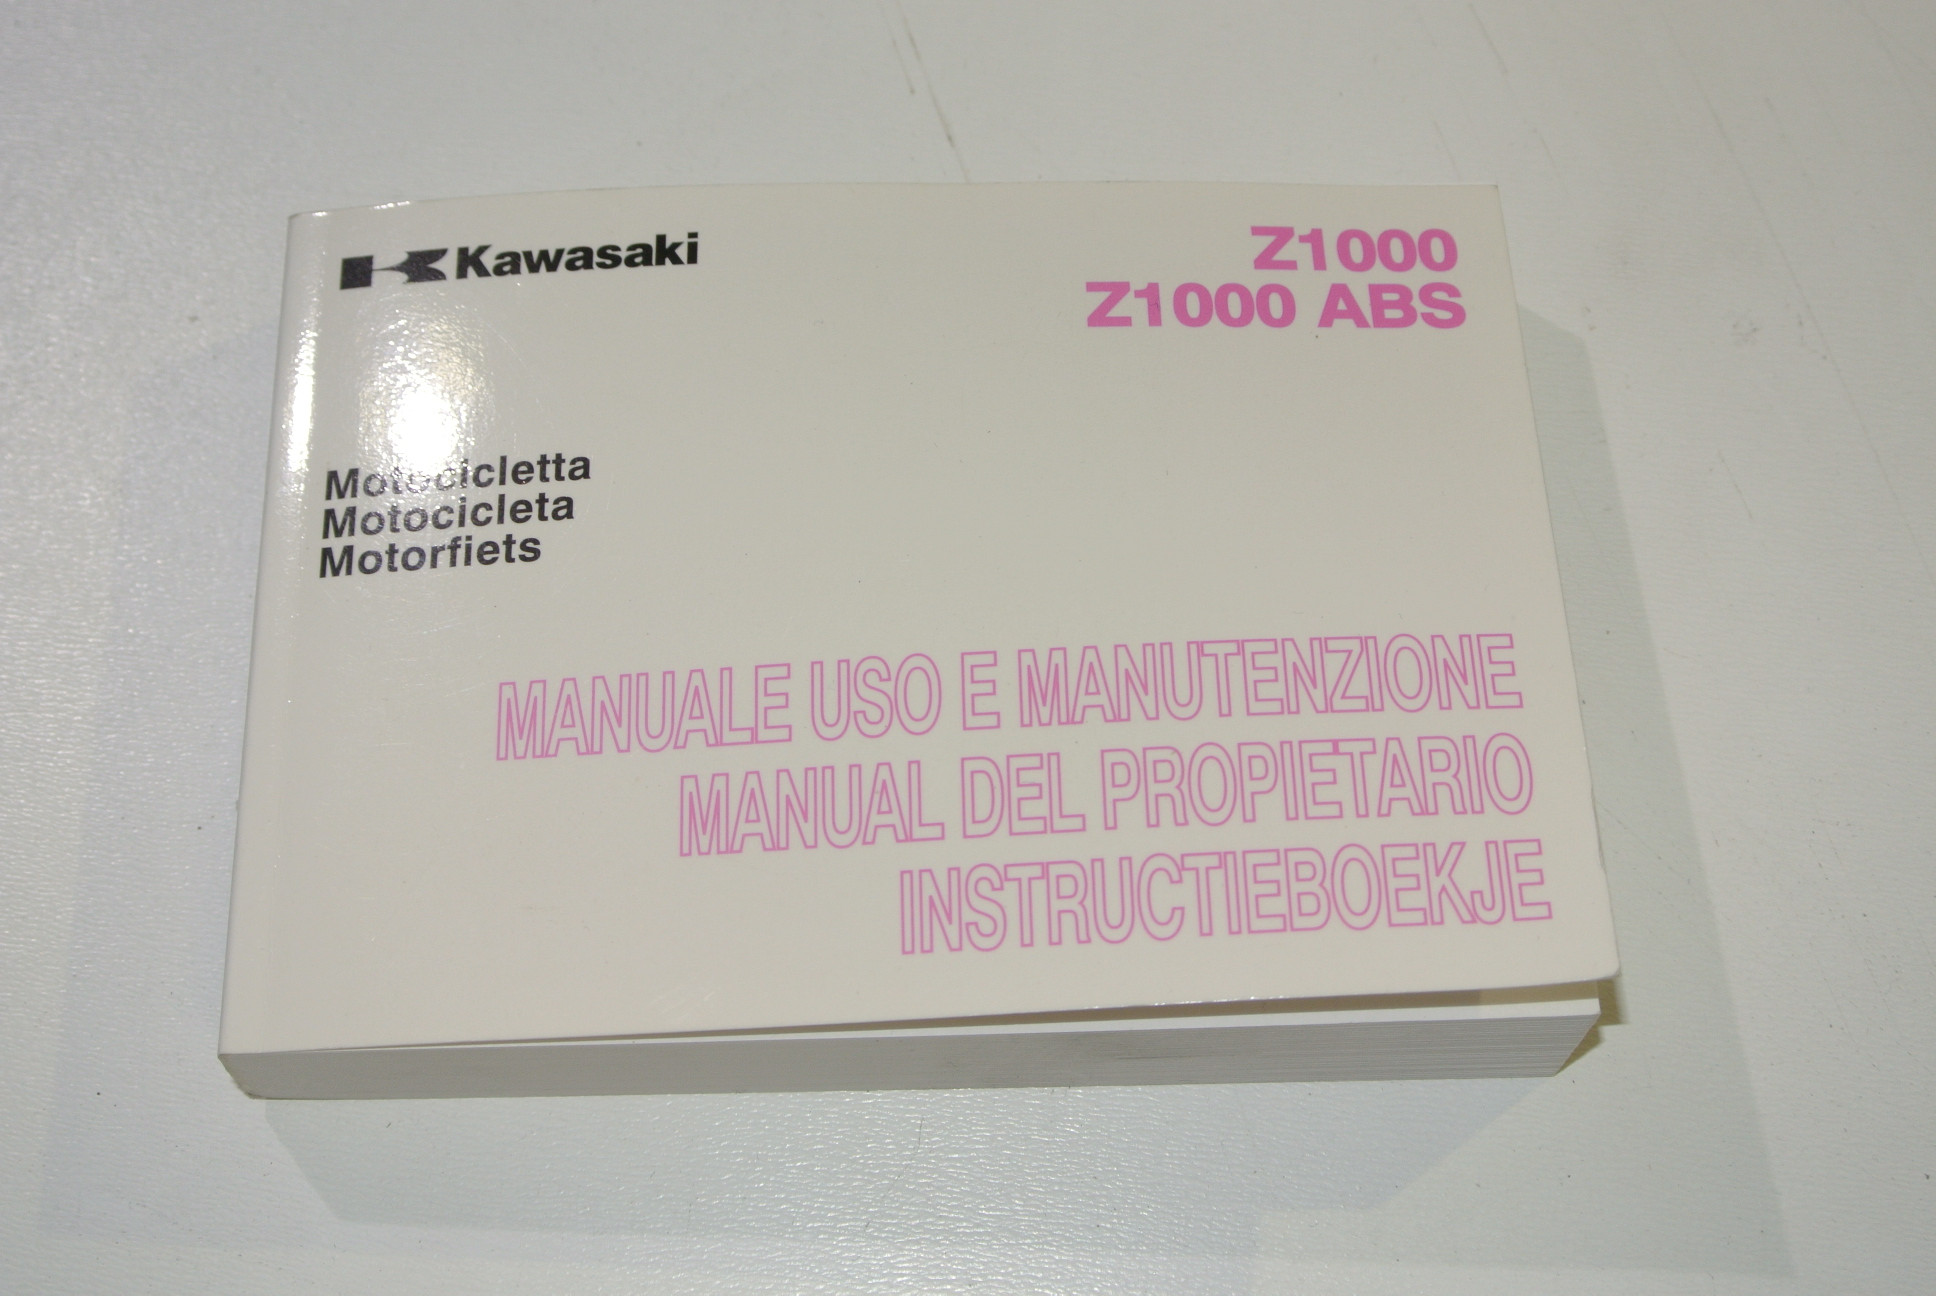 Kawasaki
Z1000
Z1000 ABS
Motocicletta
Motocicleta
Motorfiets
MANUALE USO E MANUTENZIONE
MANUAL DEL PROPIETARIO
INSTRUCTIEBOEKJE